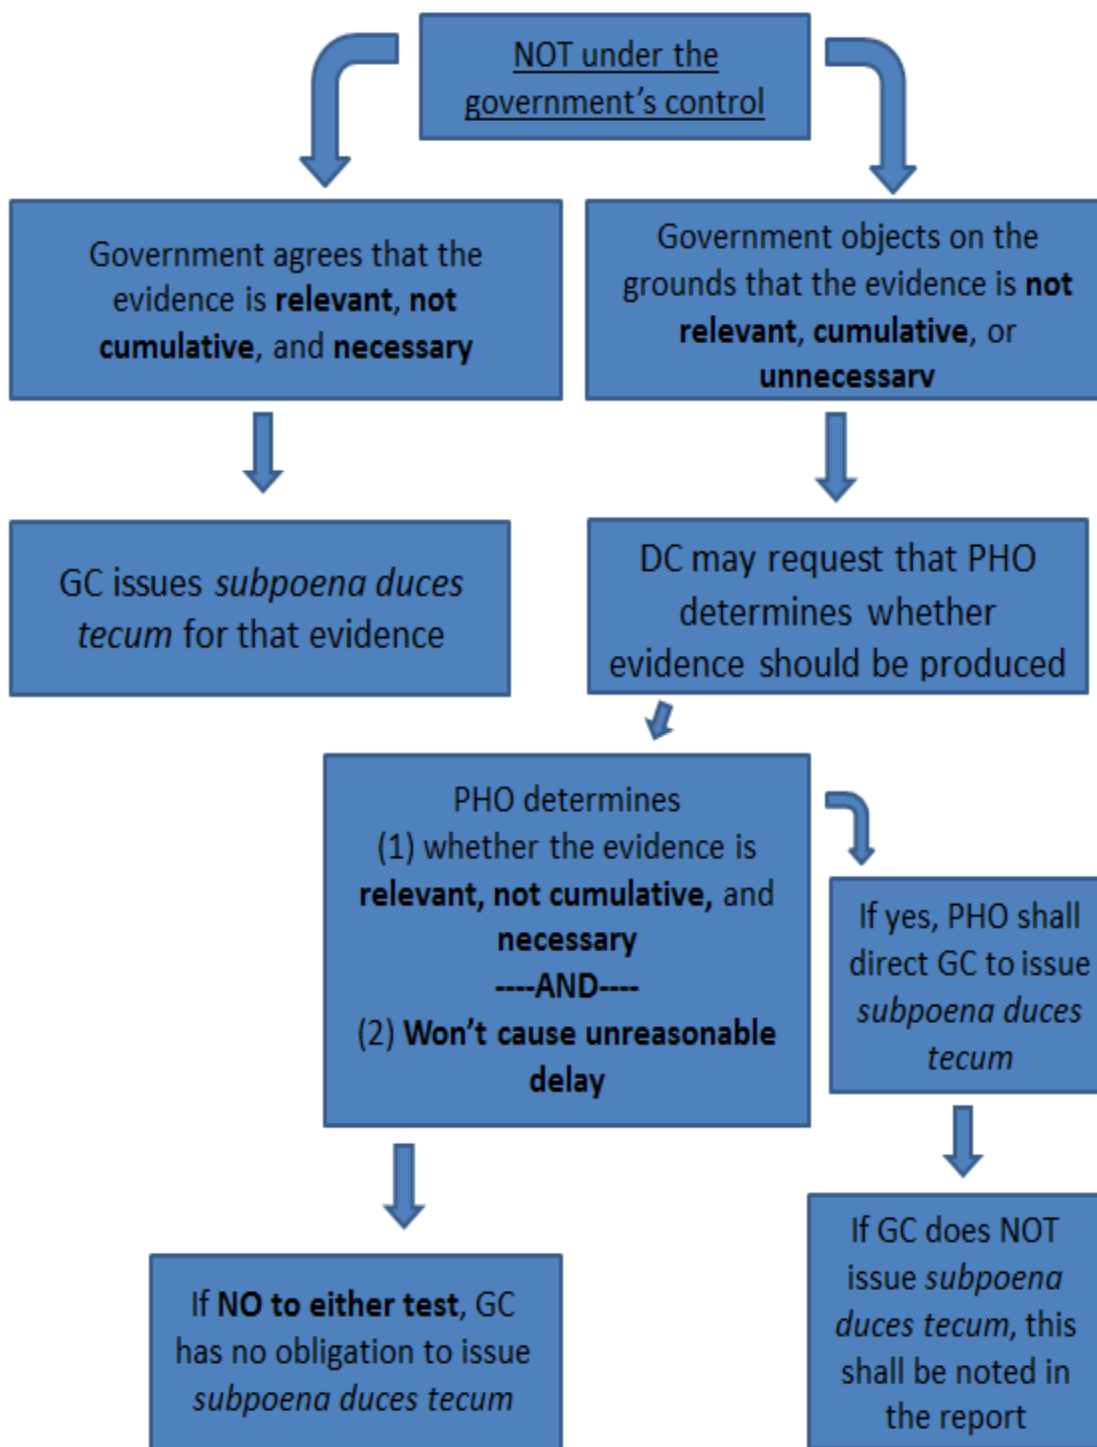 NOT under the
government’s control
Government agrees that the
evidence is relevant, not
cumulative, and necessary
Government objects on the
grounds that the evidence is not
relevant, cumulative, or
unnecessary
GC issues subpoena duces
tecum for that evidence
DC may request that PHO
determines whether
evidence should be produced
PHO determines
(1) whether the evidence is
relevant, not cumulative, and
necessary
----AND----
(2) Won’t cause unreasonable
delay
If yes, PHO shall
direct GC to issue
subpoena duces
tecum
If NO to either test, GC
has no obligation to issue
subpoena duces tecum
If GC does NOT
issue subpoena
duces tecum, this
shall be noted in
the report